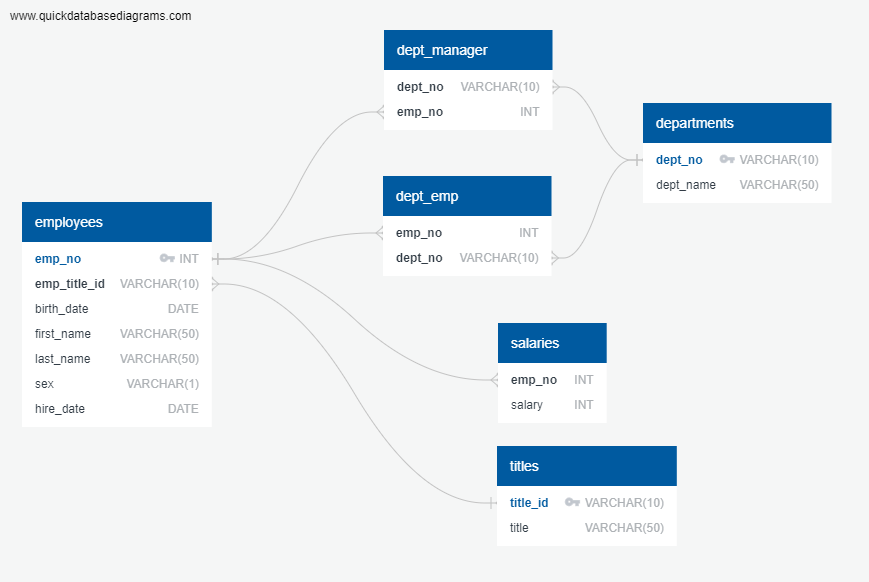 www.quickdatabasediagrams.com
dept_manager
dept_no VARCHAR(10)
emp_no INT
departments
dept_no VARCHAR(10)
dept_name VARCHAR(50)
dept_emp
emp_no INT
dept_no VARCHAR(10)
employees
emp_no INT
emp_title_id VARCHAR(10)
birth_date DATE
first_name VARCHAR(50)
last_name VARCHAR(50)
sex VARCHAR(1)
hire_date DATE
salaries
emp_no INT
salary INT
titles
title_id VARCHAR(10)
title VARCHAR(50)